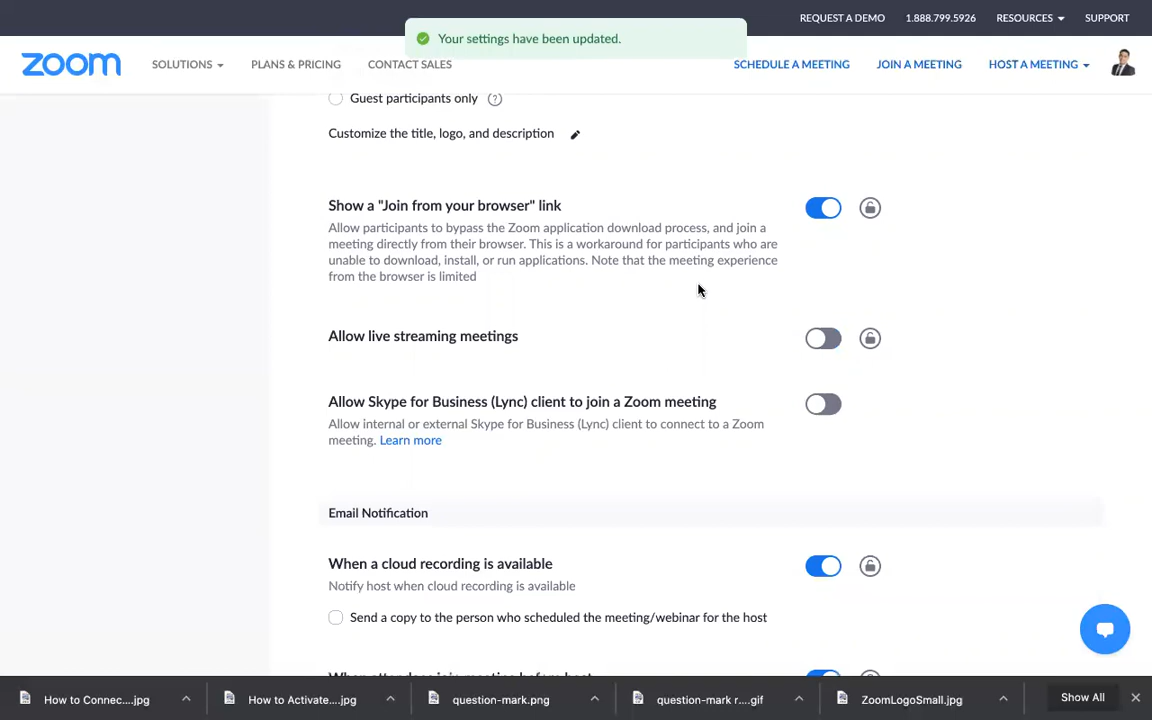 REQUEST A DEMO 1.888.799.5926 RESOURCES SUPPORT
Your settings have been updated.
zoom SOLUTIONS PLANS & PRICING CONTACT SALES SCHEDULE A MEETING JOIN A MEETING HOST A MEETING
Guest participants only ?
Customize the title, logo, and description
Show a "Join from your browser" link
Allow participants to bypass the Zoom application download process, and join a
meeting directly from their browser. This is a workaround for participants who are
unable to download, install, or run applications. Note that the meeting experience
from the browser is limited
Allow live streaming meetings
Allow Skype for Business (Lync) client to join a Zoom meeting
Allow internal or external Skype for Business (Lync) client to connect to a Zoom
meeting. Learn more
Email Notification
When a cloud recording is available
Notify host when cloud recording is available
Send a copy to the person who scheduled the meeting/webinar for the host
When attendees join meeting before host
How to Connec....jpg How to Activate....jpg question-mark.png question-mark r....gif ZoomLogoSmall.jpg Show All